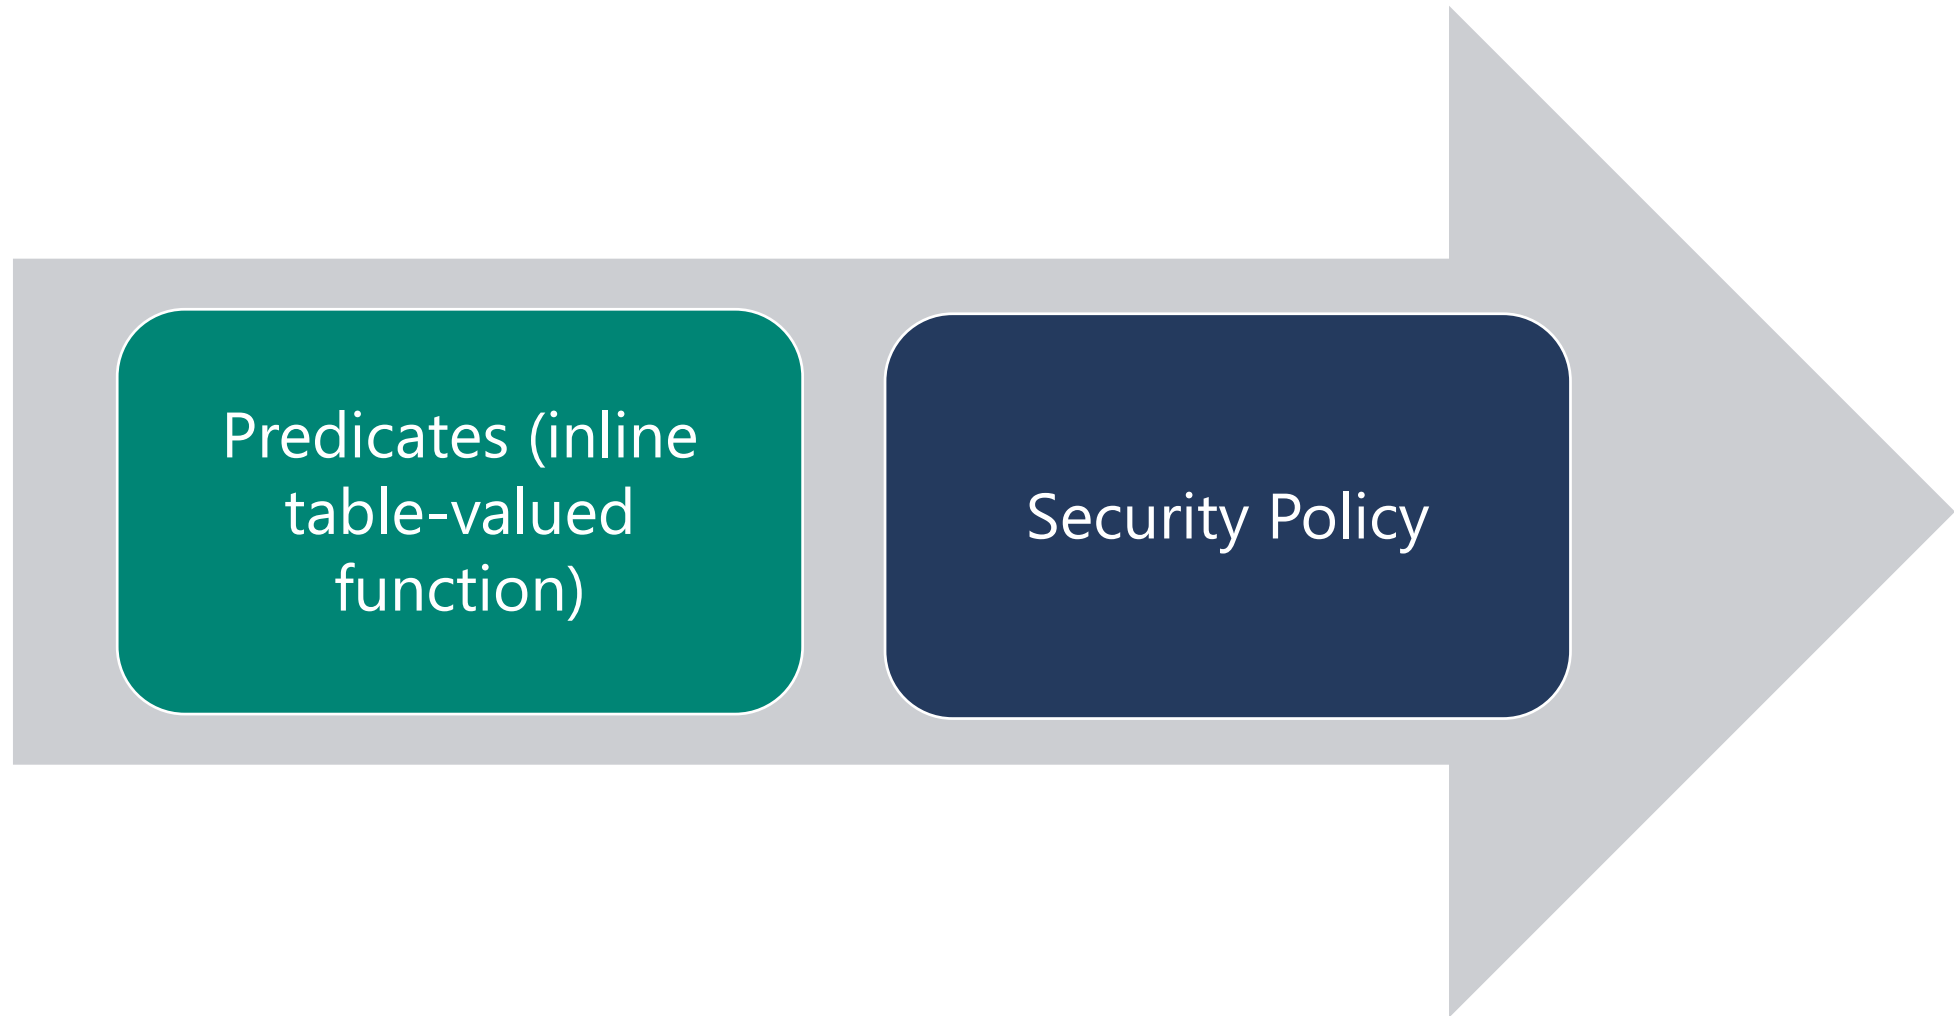 Predicates (inline
table-valued
function)
Security Policy